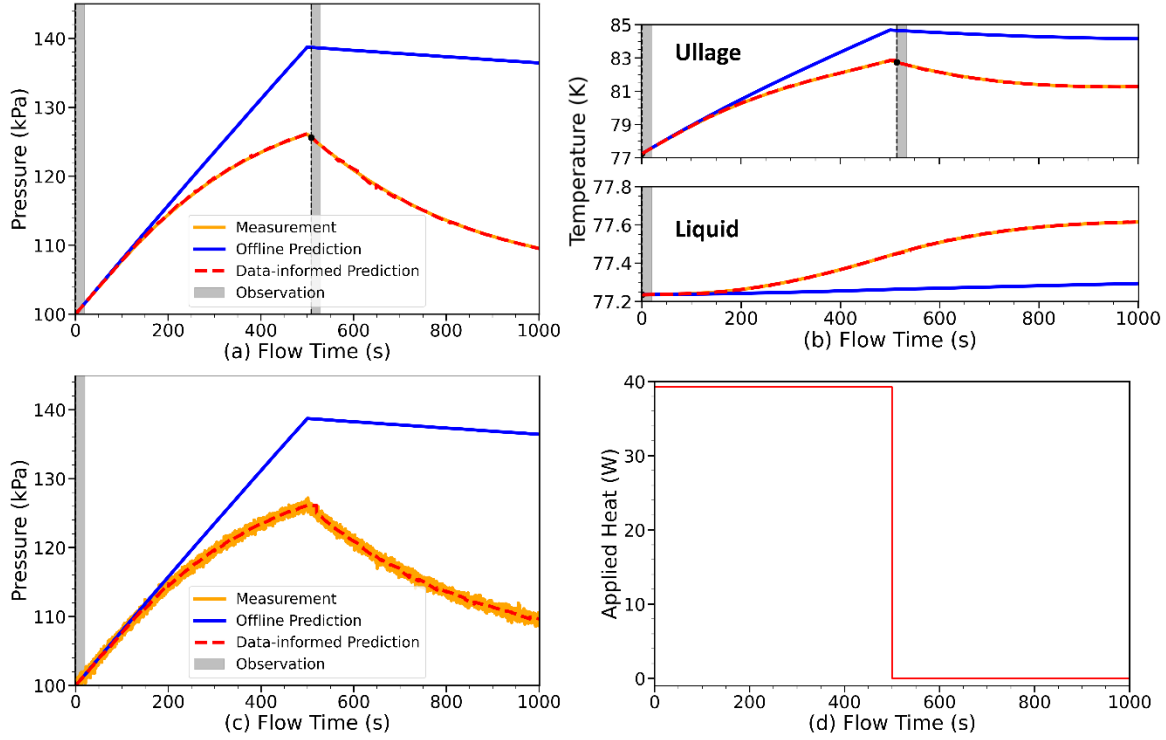 140
130
120
110
100
Pressure (kPa)
Measurement
Offline Prediction
Data-informed Prediction
Observation
0 200 400 600 800 1000
(a) Flow Time (s)
85
83
81
79
77
Ullage
Temperature (K)
77.8
77.6
77.4
77.2
Liquid
0 200 400 600 800 1000
(b) Flow Time (s)
140
130
120
110
100
Pressure (kPa)
Measurement
Offline Prediction
Data-informed Prediction
Observation
0 200 400 600 800 1000
(c) Flow Time (s)
40
30
20
10
0
Applied Heat (W)
0 200 400 600 800 1000
(d) Flow Time (s)